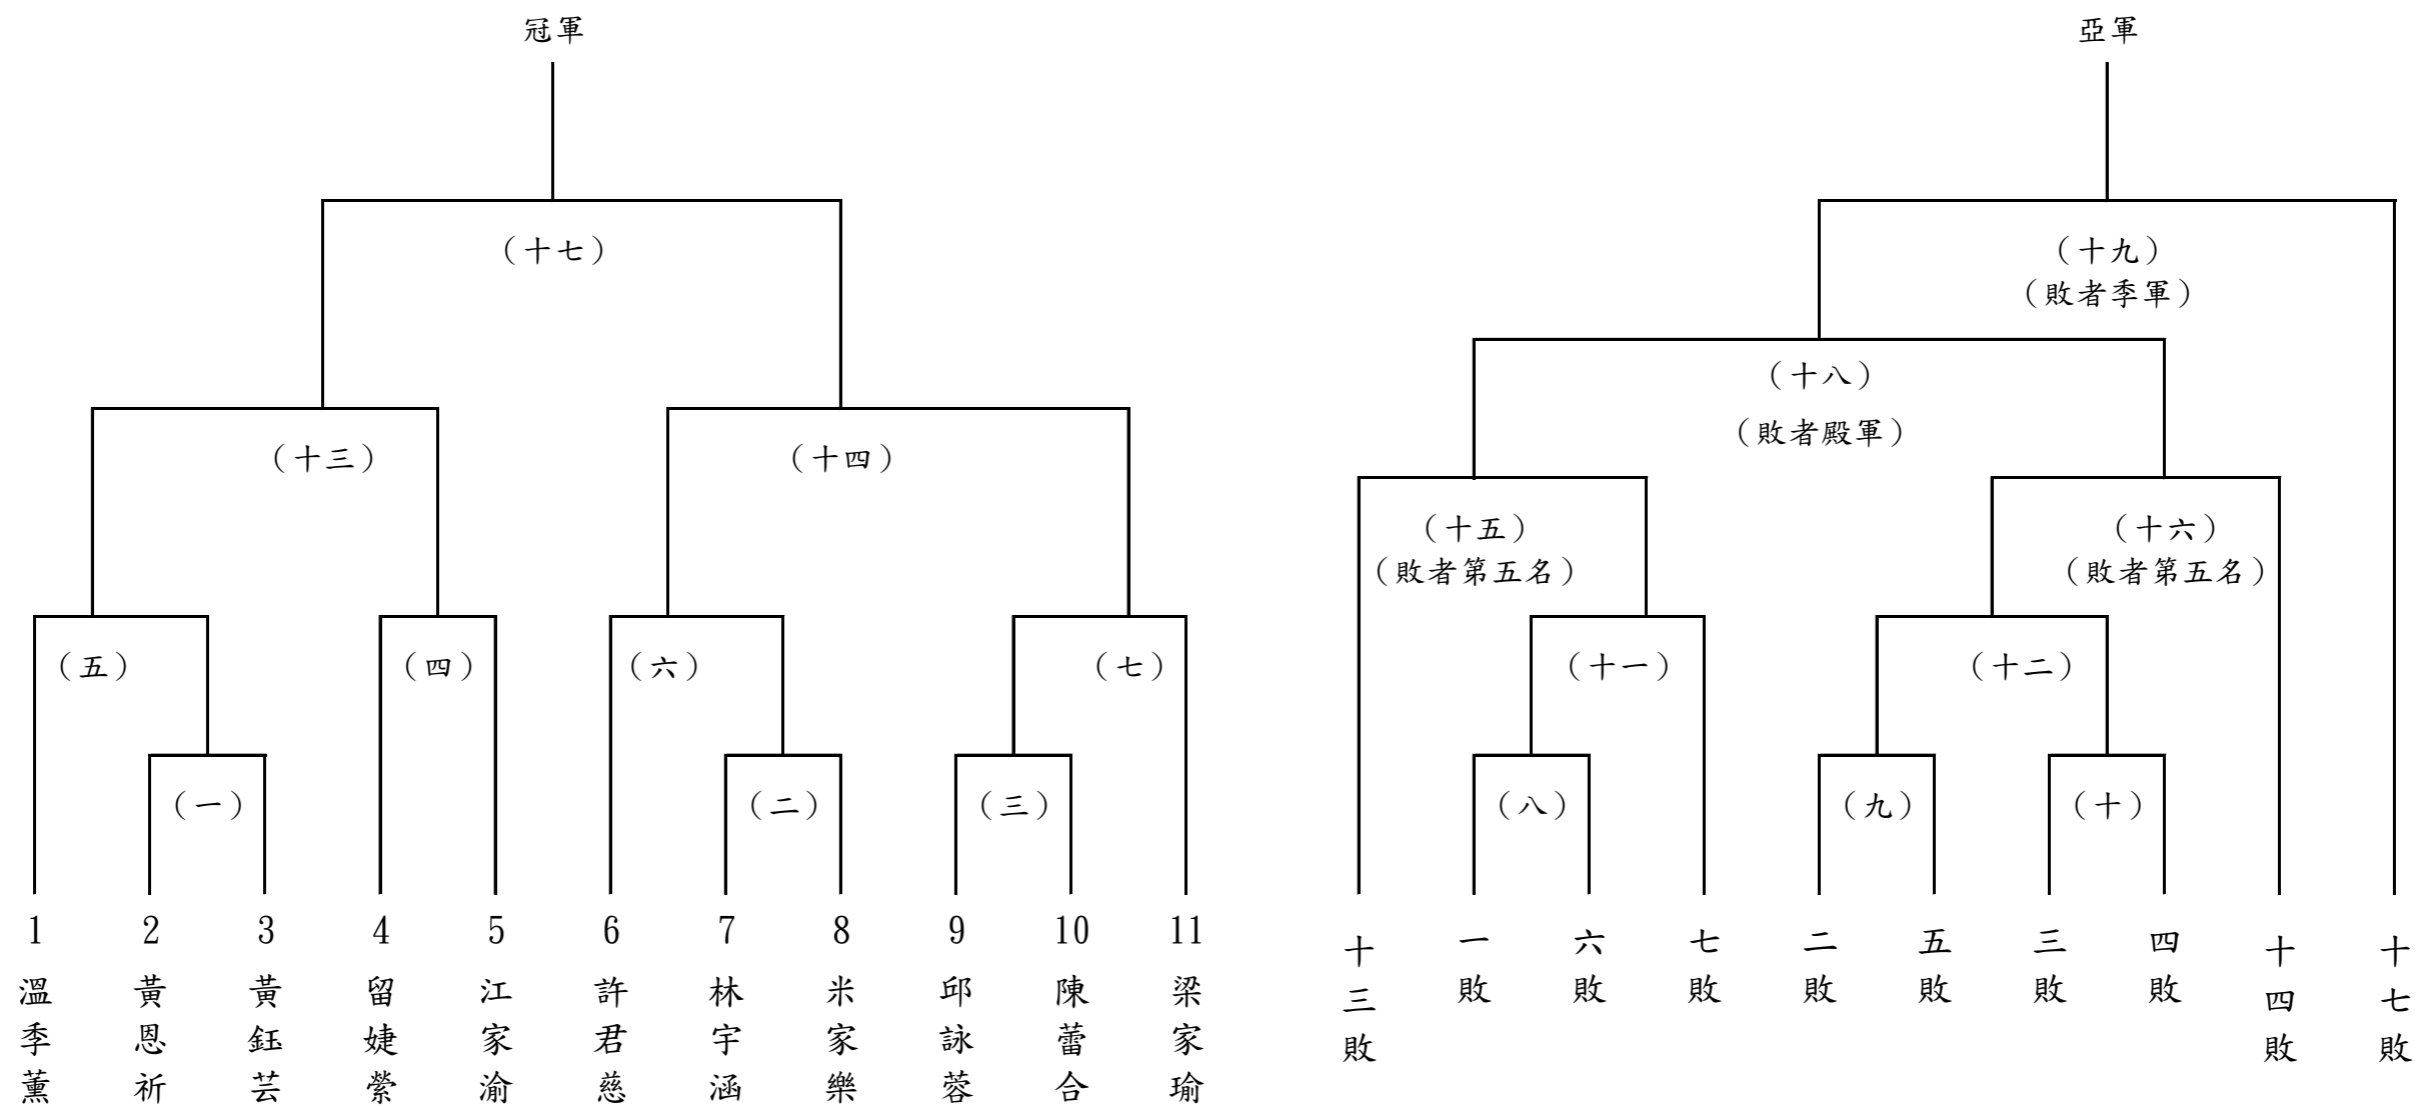 冠軍
亞軍
（十七）
（十九）
（敗者季軍）
（十八）
（敗者殿軍）
（十三）
（十四）
（十五）
（敗者第五名）
（十六）
（敗者第五名）
（五）
（四）
（六）
（七）
（十一）
（十二）
（一）
（二）
（三）
（八）
（九）
（十）
1 溫季薰
2 黃恩祈
3 黃鈺芸
4 留婕縈
5 江家渝
6 許君慈
7 林宇涵
8 米家樂
9 邱詠蓉
10 陳蕾合
11 梁家瑜
十三敗
一敗
六敗
七敗
二敗
五敗
三敗
四敗
十四敗
十七敗